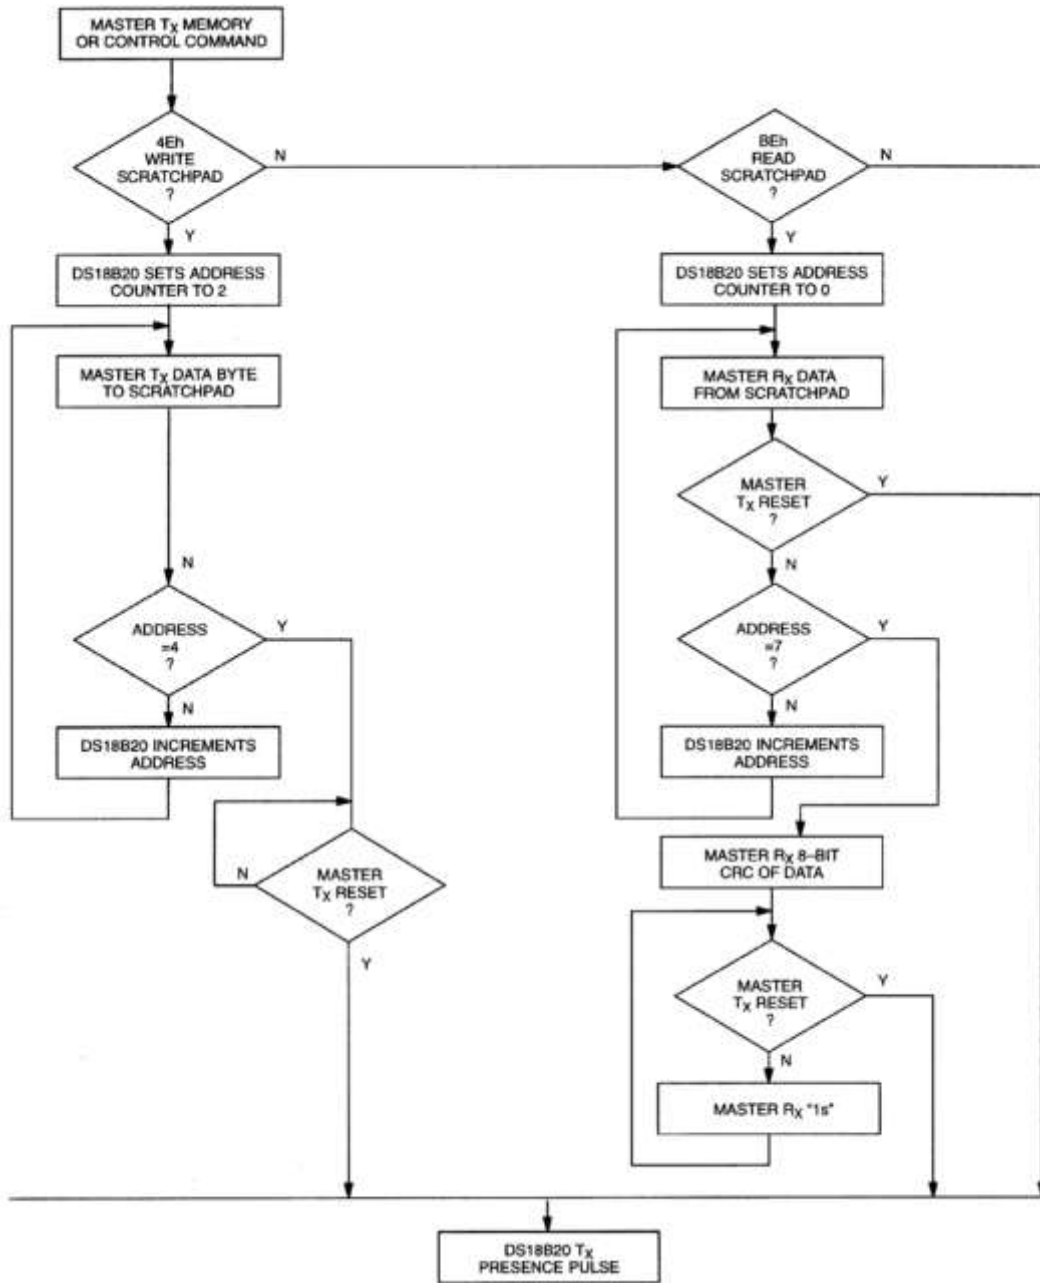 MASTER TX MEMORY
OR CONTROL COMMAND
4Eh
WRITE
SCRATCHPAD
?
N
Y
BEh
READ
SCRATCHPAD
?
N
Y
DS18B20 SETS ADDRESS
COUNTER TO 2
DS18B20 SETS ADDRESS
COUNTER TO 0
MASTER TX DATA BYTE
TO SCRATCHPAD
MASTER RX DATA
FROM SCRATCHPAD
MASTER
TX RESET
?
Y
N
N
ADDRESS
=4
?
Y
N
ADDRESS
=7
?
Y
N
DS18B20 INCREMENTS
ADDRESS
DS18B20 INCREMENTS
ADDRESS
MASTER
TX RESET
?
N
Y
MASTER RX 8-BIT
CRC OF DATA
MASTER
TX RESET
?
Y
N
MASTER RX "1s"
DS18B20 TX
PRESENCE PULSE